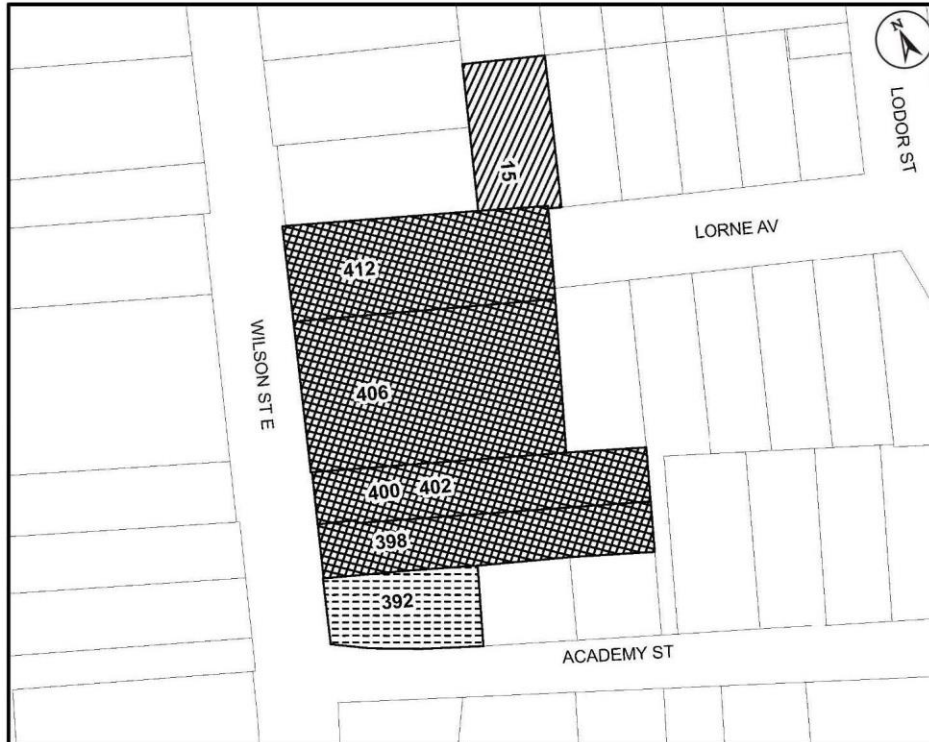 N
LODOR ST
15
LORNE AV
412
WILSON ST E
406
400 402
398
392
ACADEMY ST